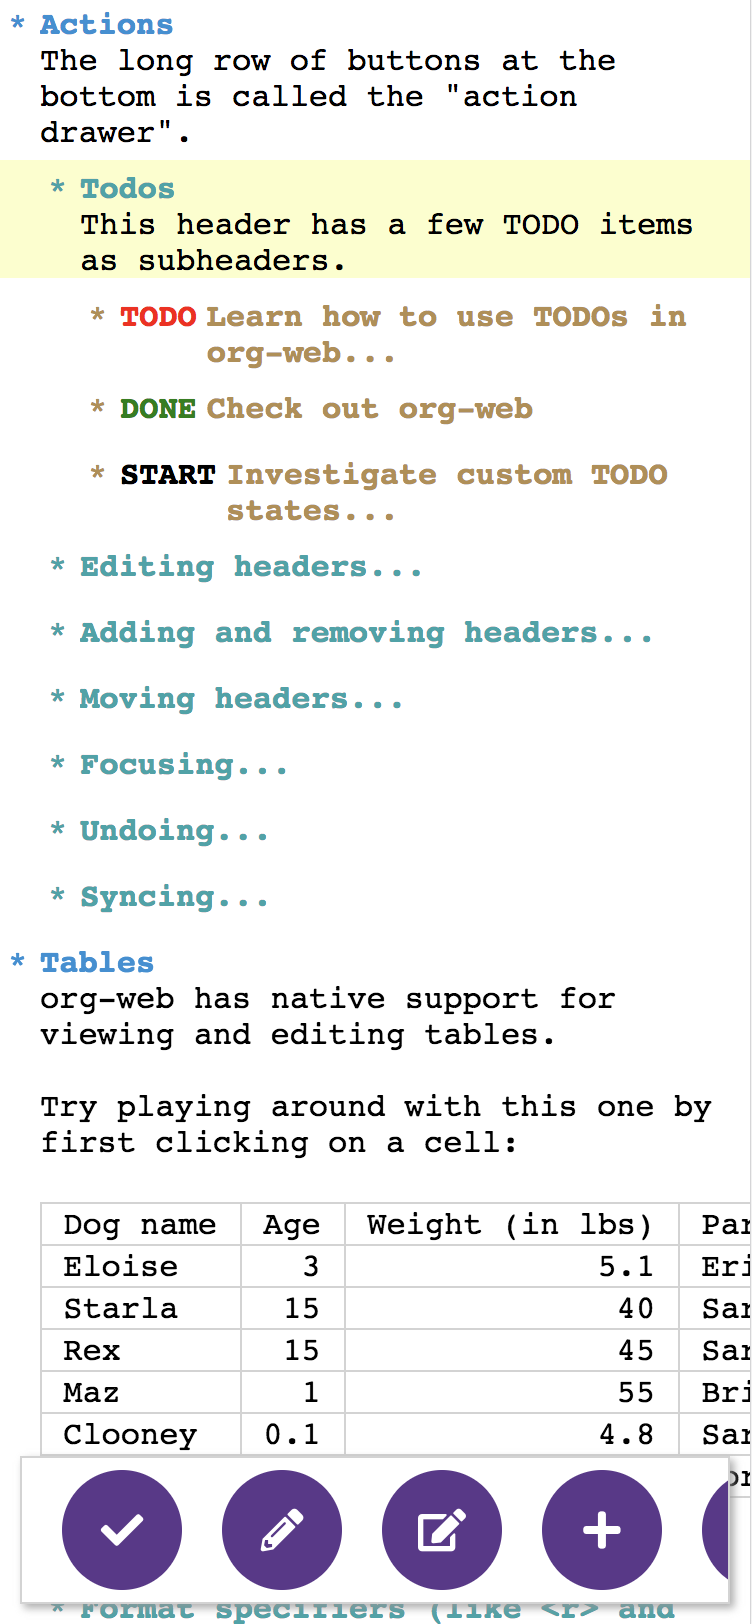 * Actions
The long row of buttons at the
bottom is called the "action
drawer".
* Todos
This header has a few TODO items
as subheaders.
* TODO Learn how to use TODOs in
org-web...
* DONE Check out org-web
* START Investigate custom TODO
states...
* Editing headers...
* Adding and removing headers...
* Moving headers...
* Focusing...
* Undoing...
* Syncing...
* Tables
org-web has native support for
viewing and editing tables.
Try playing around with this one by
first clicking on a cell:
Dog name Age Weight (in lbs)
Eloise 3 5.1 Eri
Starla 15 40
Rex 15 45
Maz 1 55 Bri
Clooney 0.1 4.8
* Format specifiers (like <r> and